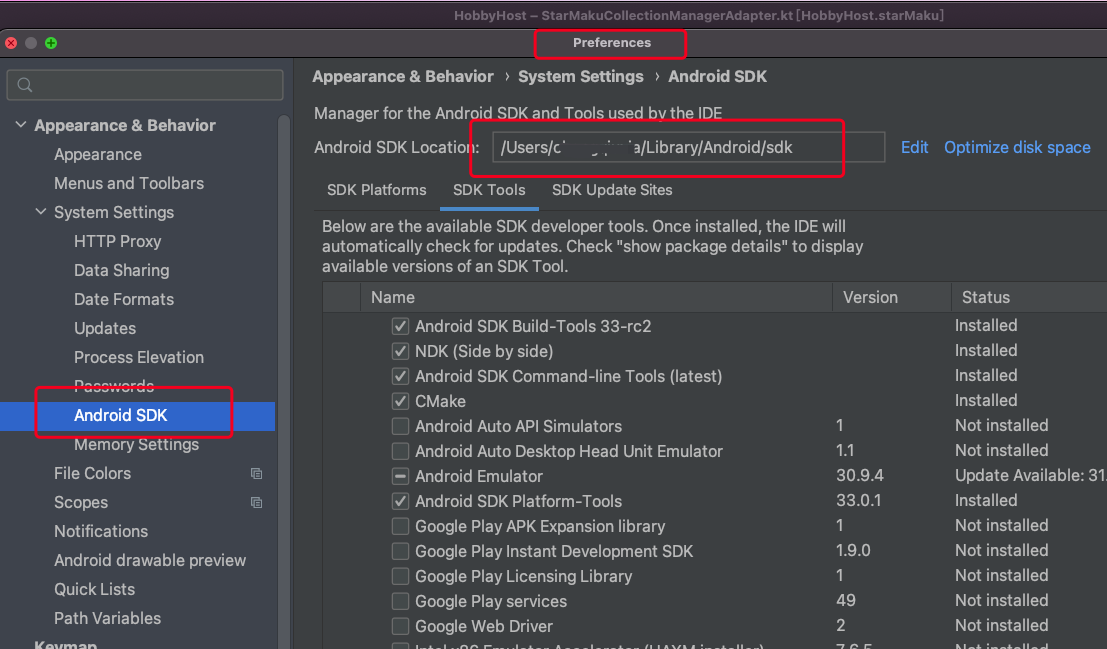 HobbyHost – StarMakuCollectionManagerAdapter.kt [HobbyHost.starMaku]
Preferences
Appearance & Behavior › System Settings › Android SDK
Manager for the Android SDK and Tools used by the IDE
Android SDK Location: /Users/ /Library/Android/sdk Edit Optimize disk space
SDK Platforms SDK Tools SDK Update Sites
Below are the available SDK developer tools. Once installed, the IDE will
automatically check for updates. Check "show package details" to display
available versions of an SDK Tool.
Name Version Status
Android SDK Build-Tools 33-rc2 Installed
NDK (Side by side) Installed
Android SDK Command-line Tools (latest) Installed
CMake Installed
Android Auto API Simulators 1 Not installed
Android Auto Desktop Head Unit Emulator 1.1 Not installed
Android Emulator 30.9.4 Update Available: 31.
Android SDK Platform-Tools 33.0.1 Installed
Google Play APK Expansion library 1 Not installed
Google Play Instant Development SDK 1.9.0 Not installed
Google Play Licensing Library 1 Not installed
Google Play services 49 Not installed
Google Web Driver 2 Not installed
Intel x86 Emulator Accelerator (HAXM installer) 7.6.5 Not installed
Appearance & Behavior
Appearance
Menus and Toolbars
System Settings
HTTP Proxy
Data Sharing
Date Formats
Updates
Process Elevation
Passwords
Android SDK
Memory Settings
File Colors
Scopes
Notifications
Android drawable preview
Quick Lists
Path Variables
Keymap